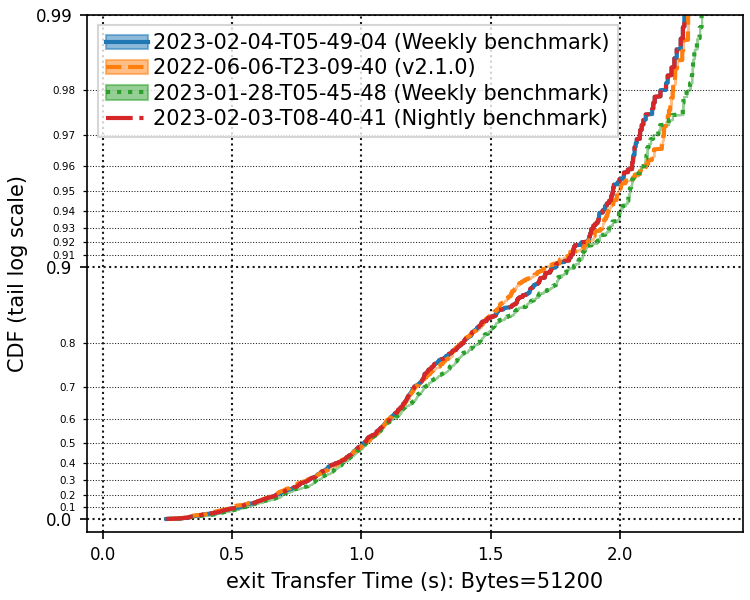 0.99
2023-02-04-T05-49-04 (Weekly benchmark)
2022-06-06-T23-09-40 (v2.1.0)
2023-01-28-T05-45-48 (Weekly benchmark)
2023-02-03-T08-40-41 (Nightly benchmark)
0.98
0.97
0.96
0.95
0.94
0.93
0.92
0.91
0.9
0.8
0.7
0.6
0.5
0.4
0.3
0.2
0.1
0.0
CDF (tail log scale)
0.0 0.5 1.0 1.5 2.0
exit Transfer Time (s): Bytes=51200